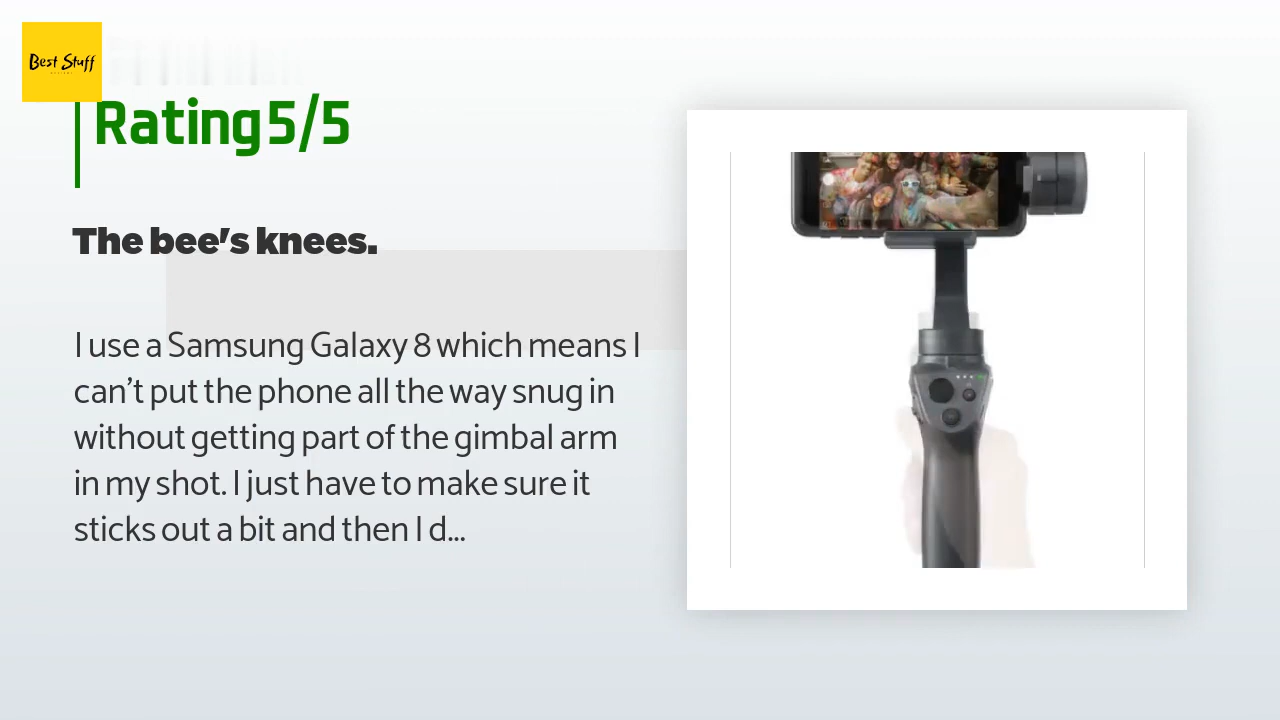 Best Stuff
Rating 5/5
The bee's knees.
I use a Samsung Galaxy 8 which means I
can't put the phone all the way snug in
without getting part of the gimbal arm
in my shot. I just have to make sure it
sticks out a bit and then I d...